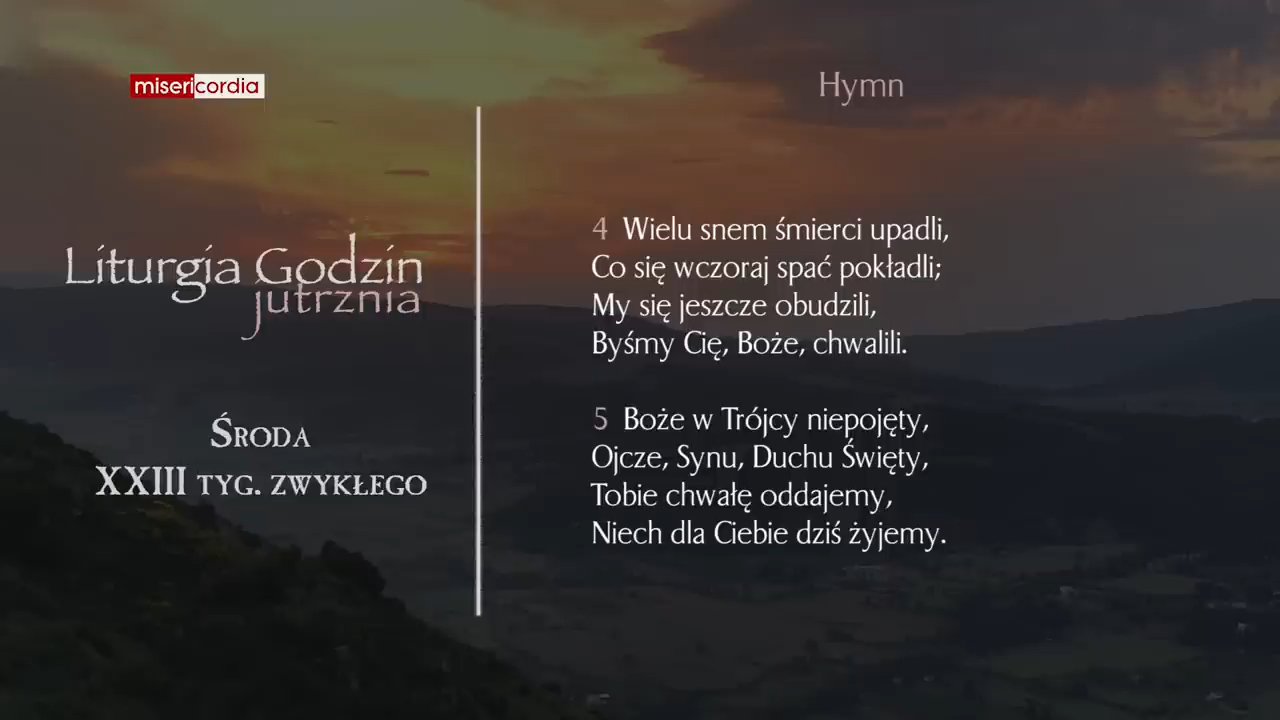 misericordia
Liturgia Godzin
jutrznia
Środa
XXIII tyg. zwykłego
Hymn
4 Wielu snem śmierci upadli,
Co się wczoraj spać pokładli;
My się jeszcze obudzili,
Byśmy Cię, Boże, chwalili.
5 Boże w Trójcy niepojęty,
Ojcze, Synu, Duchu Święty,
Tobie chwałę oddajemy,
Niech dla Ciebie dziś żyjemy.